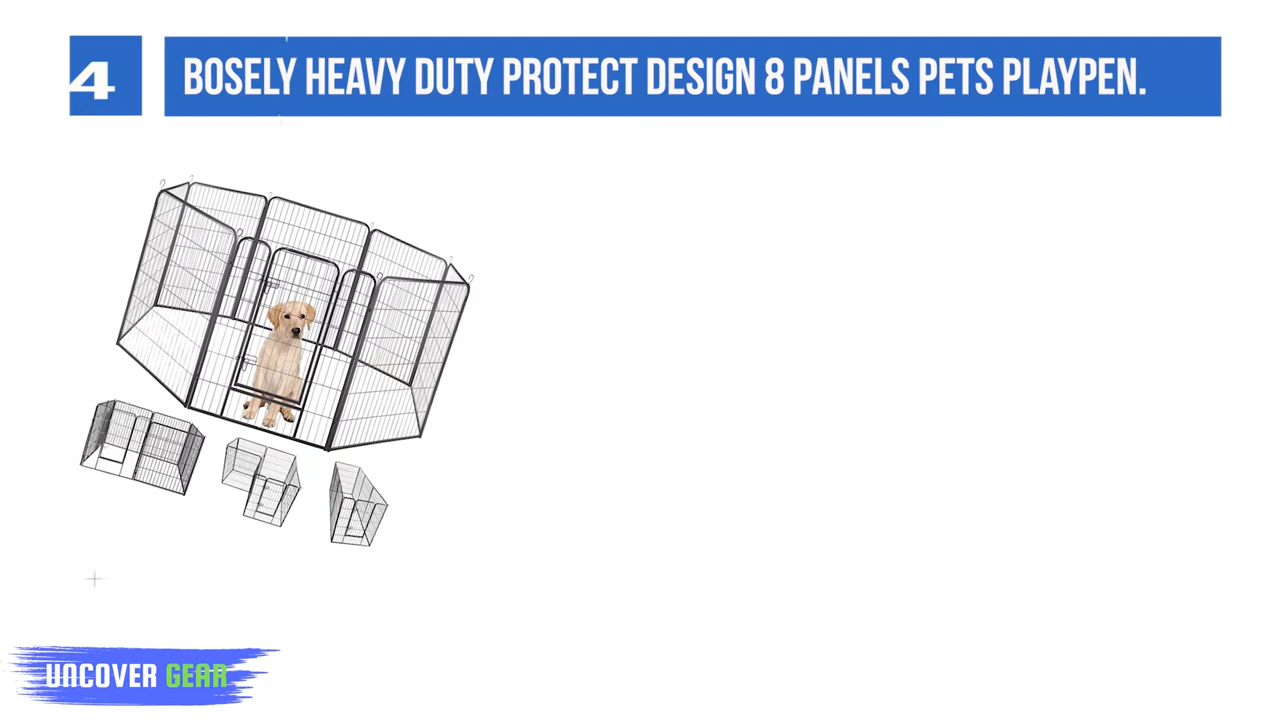 4
BOSELY HEAVY DUTY PROTECT DESIGN 8 PANELS PETS PLAYPEN.
UNCOVER GEAR